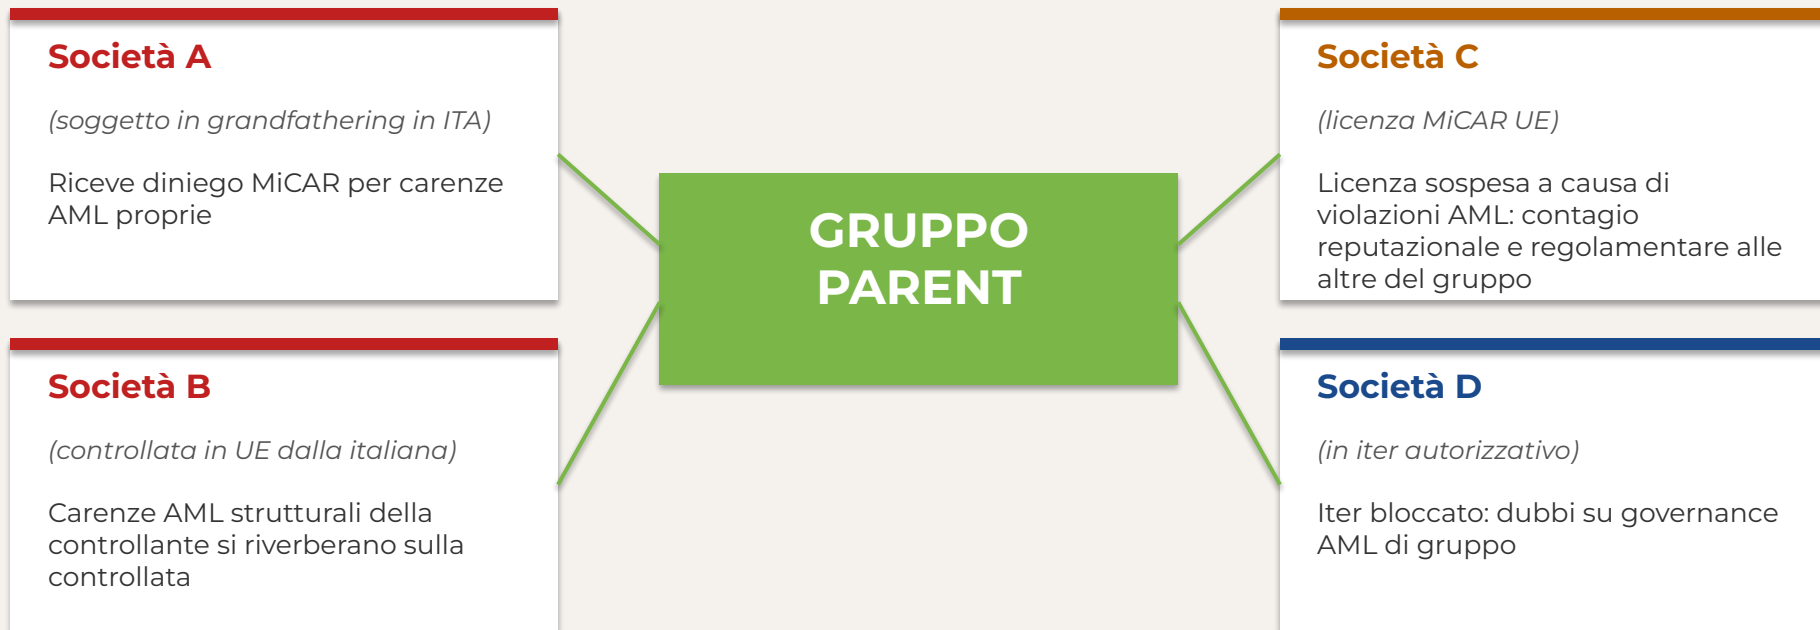 Società A
(soggetto in grandfathering in ITA)
Riceve diniego MiCAR per carenze
AML proprie
Società B
(controllata in UE dalla italiana)
Carenze AML strutturali della
controllante si riverberano sulla
controllata
GRUPPO
PARENT
Società C
(licenza MiCAR UE)
Licenza sospesa a causa di
violazioni AML: contagio
reputazionale e regolamentare alle
altre del gruppo
Società D
(in iter autorizzativo)
Iter bloccato: dubbi su governance
AML di gruppo